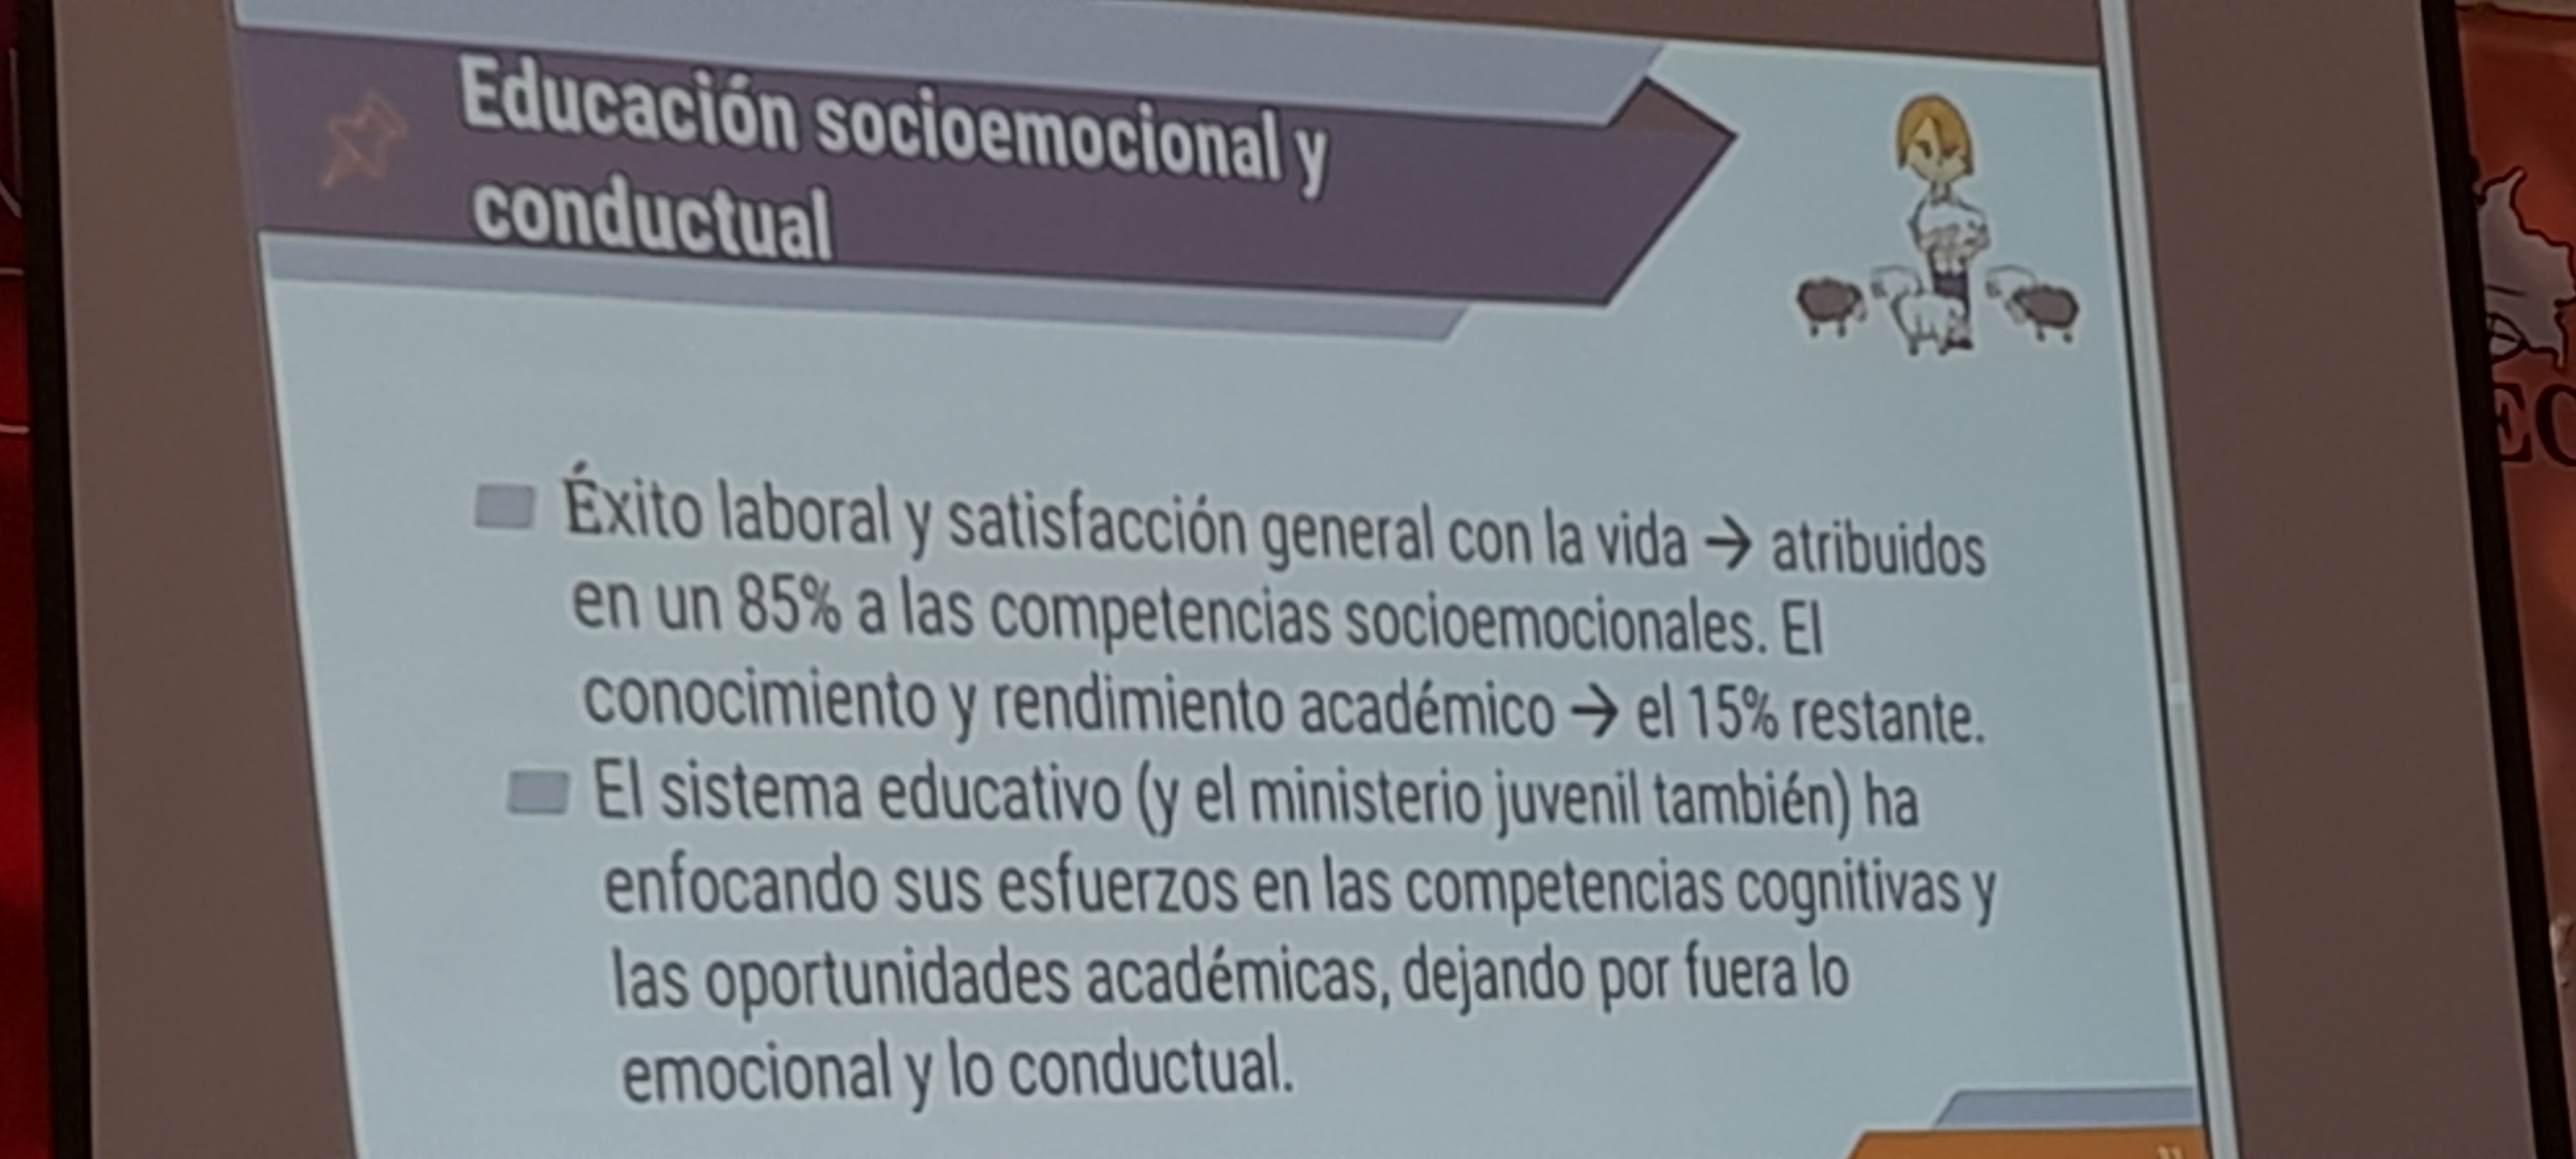 Educación socioemocional y
conductual
Éxito laboral y satisfacción general con la vida → atribuidos
en un 85% a las competencias socioemocionales. El
conocimiento y rendimiento académico → el 15% restante.
El sistema educativo (y el ministerio juvenil también) ha
enfocando sus esfuerzos en las competencias cognitivas y
las oportunidades académicas, dejando por fuera lo
emocional y lo conductual.